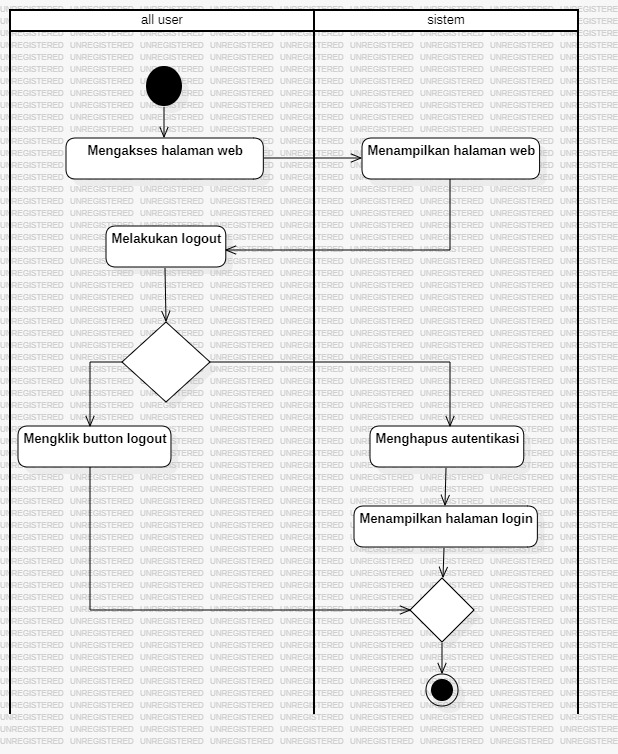 all user
sistem
Mengakses halaman web
Menampilkan halaman web
Melakukan logout
Mengklik button logout
Menghapus autentikasi
Menampilkan halaman login
UNREGISTERED